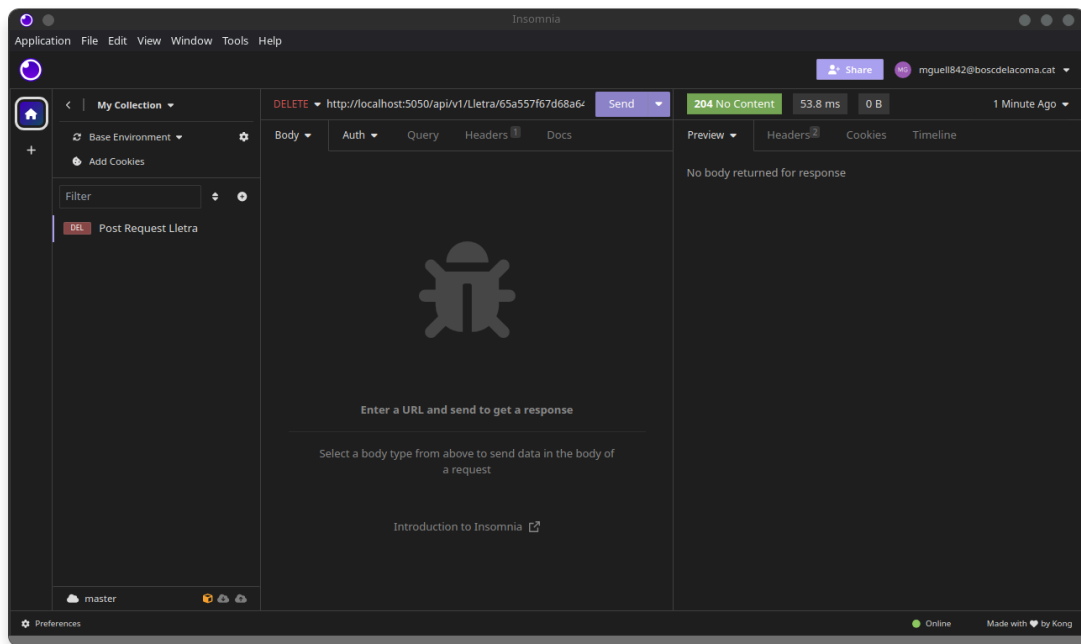 Insomnia
Application File Edit View Window Tools Help
Share MG mguell842@boscdelacoma.cat
My Collection
DELETE http://localhost:5050/api/v1/Lletra/65a557f67d68a64 Send
204 No Content 53.8 ms 0 B 1 Minute Ago
Base Environment
Body Auth Query Headers 1 Docs
Preview Headers 2 Cookies Timeline
Add Cookies
No body returned for response
Filter
DEL Post Request Lletra
Enter a URL and send to get a response
Select a body type from above to send data in the body of
a request
Introduction to Insomnia
master
Preferences
Online Made with by Kong